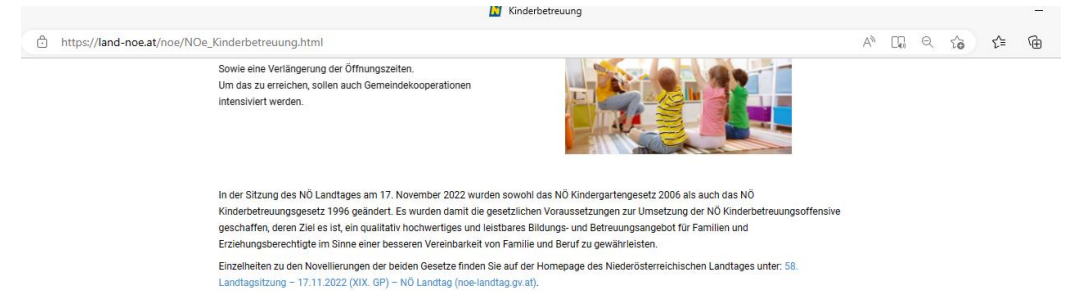 Kinderbetreuung
https://land-noe.at/noe/NOe_Kinderbetreuung.html
Sowie eine Verlängerung der Öffnungszeiten.
Um das zu erreichen, sollen auch Gemeindekooperationen
intensiviert werden.
In der Sitzung des NÖ Landtages am 17. November 2022 wurden sowohl das NÖ Kindergartengesetz 2006 als auch das NÖ
Kinderbetreuungsgesetz 1996 geändert. Es wurden damit die gesetzlichen Voraussetzungen zur Umsetzung der NÖ Kinderbetreuungsoffensive
geschaffen, deren Ziel es ist, ein qualitativ hochwertiges und leistbares Bildungs- und Betreuungsangebot für Familien und
Erziehungsberechtigte im Sinne einer besseren Vereinbarkeit von Familie und Beruf zu gewährleisten.
Einzelheiten zu den Novellierungen der beiden Gesetze finden Sie auf der Homepage des Niederösterreichischen Landtages unter: 58.
Landtagsitzung – 17.11.2022 (XIX. GP) – NÖ Landtag (noe-landtag.gv.at).